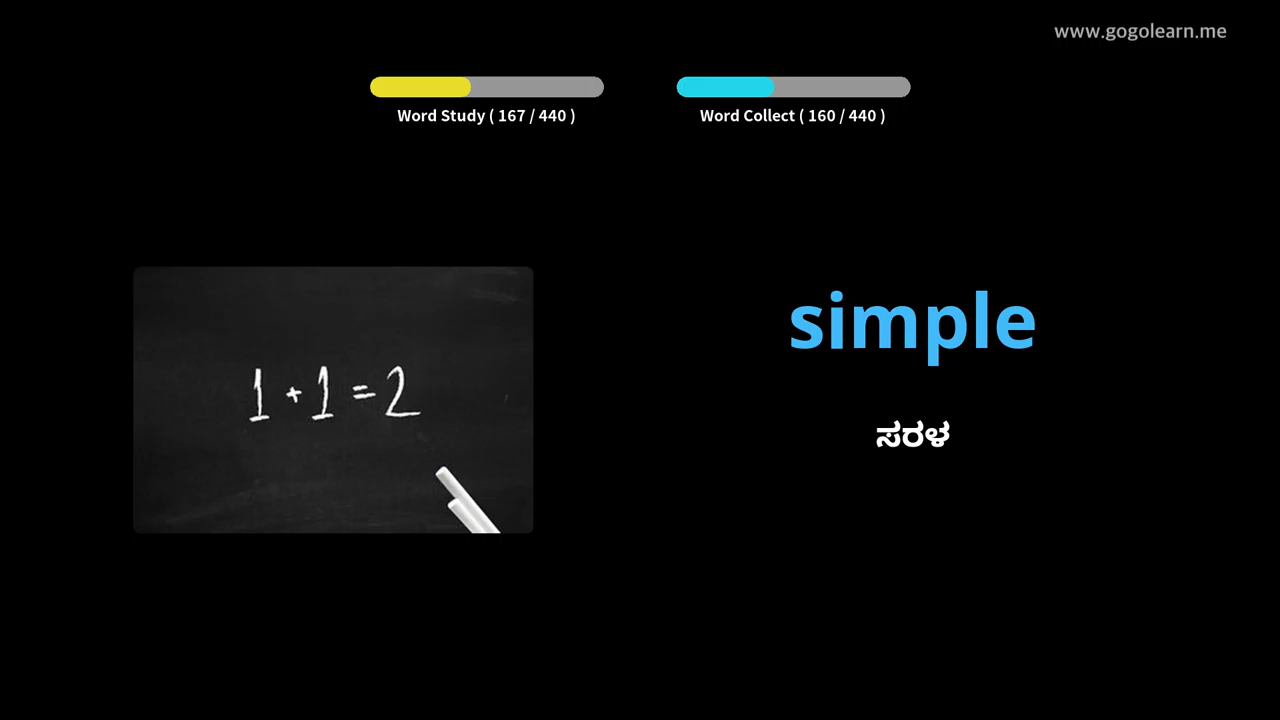 www.gogolearn.me
Word Study ( 167 / 440 )
Word Collect ( 160 / 440 )
1 + 1 = 2
simple
ಸರಳ